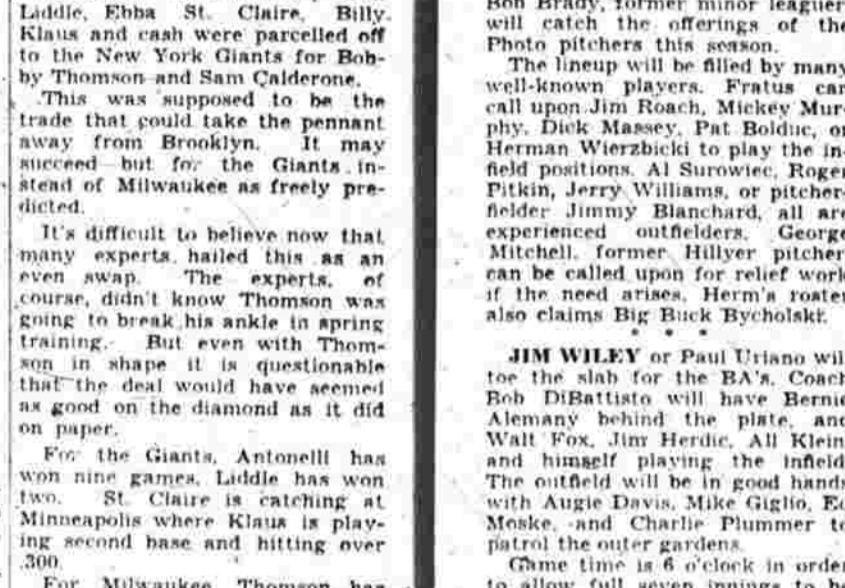 Liddle, Ebba St. Claire, Billy
Klaus and cash were parcelled off
to the New York Giants for Bob-
by Thomson and Sam Calderone.
This was supposed to be the
trade that could take the pennant
away from Brooklyn. It may
succeed but for the Giants in-
stead of Milwaukee as freely pre-
dicted.
It's difficult to believe now that
many experts hailed this as an
even swap. The experts, of
course, didn't know Thomson was
going to break his ankle in spring
training. But even with Thom-
son in shape it is questionable
that the deal would have seemed
as good on the diamond as it did
on paper.
For the Giants, Antonelli has
won nine games, Liddle has won
two. St. Claire is catching at
Minneapolis where Klaus is play-
ing second base and hitting over
.300.
For Milwaukee, Thomson has
Bob Brady, former minor leaguer
will catch the offerings of the
Photo pitchers this season.
The lineup will be filled by many
well-known players. Fratus can
call upon Jim Roach, Mickey Mur-
phy, Dick Massey, Pat Bolduc, or
Herman Wierzbicki to play the in-
field positions. Al Surowiec, Roger
Pitkin, Jerry Williams, or pitcher-
fielder Jimmy Blanchard, all are
experienced outfielders. George
Mitchell, former Hillyer pitcher
can be called upon for relief work
if the need arises. Herm's roster
also claims Big Buck Bycholski.
* * *
JIM WILEY or Paul Uriano wil
toe the slab for the BA's. Coach
Bob DiBattisto will have Bernie
Alemany behind the plate, and
Walt Fox, Jim Herdic, All Klein
and himself playing the infield
The outfield will be in good hands
with Augie Davis, Mike Giglio, Ed
Moske, and Charlie Plummer to
patrol the outer gardens.
Game time is 6 o'clock in order
to allow full seven innings to be